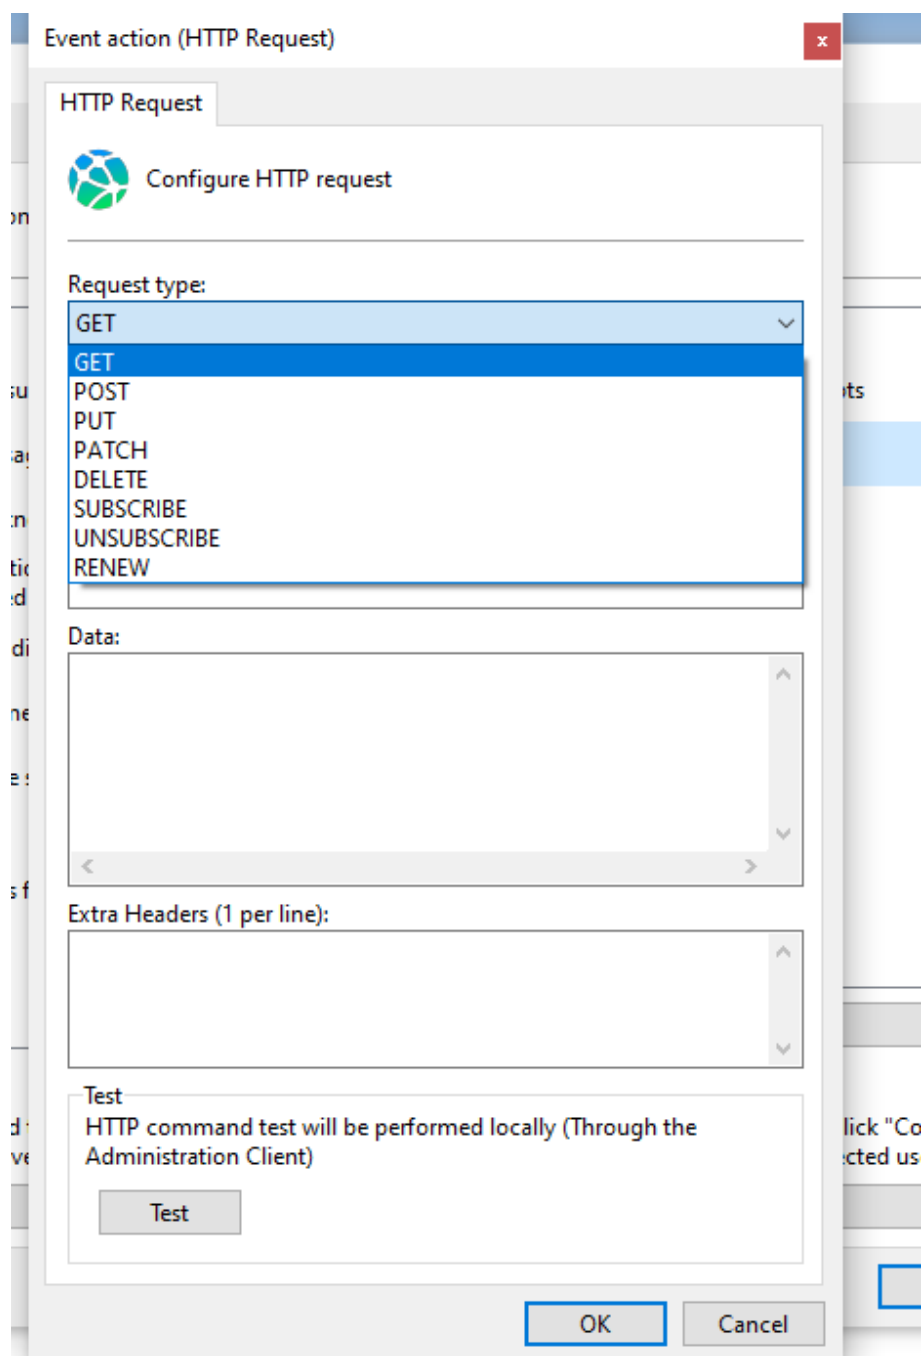 Event action (HTTP Request)
x
HTTP Request
Configure HTTP request
Request type:
GET
GET
POST
PUT
PATCH
DELETE
SUBSCRIBE
UNSUBSCRIBE
RENEW
Data:
Extra Headers (1 per line):
Test
HTTP command test will be performed locally (Through the
Administration Client)
Test
OK
Cancel